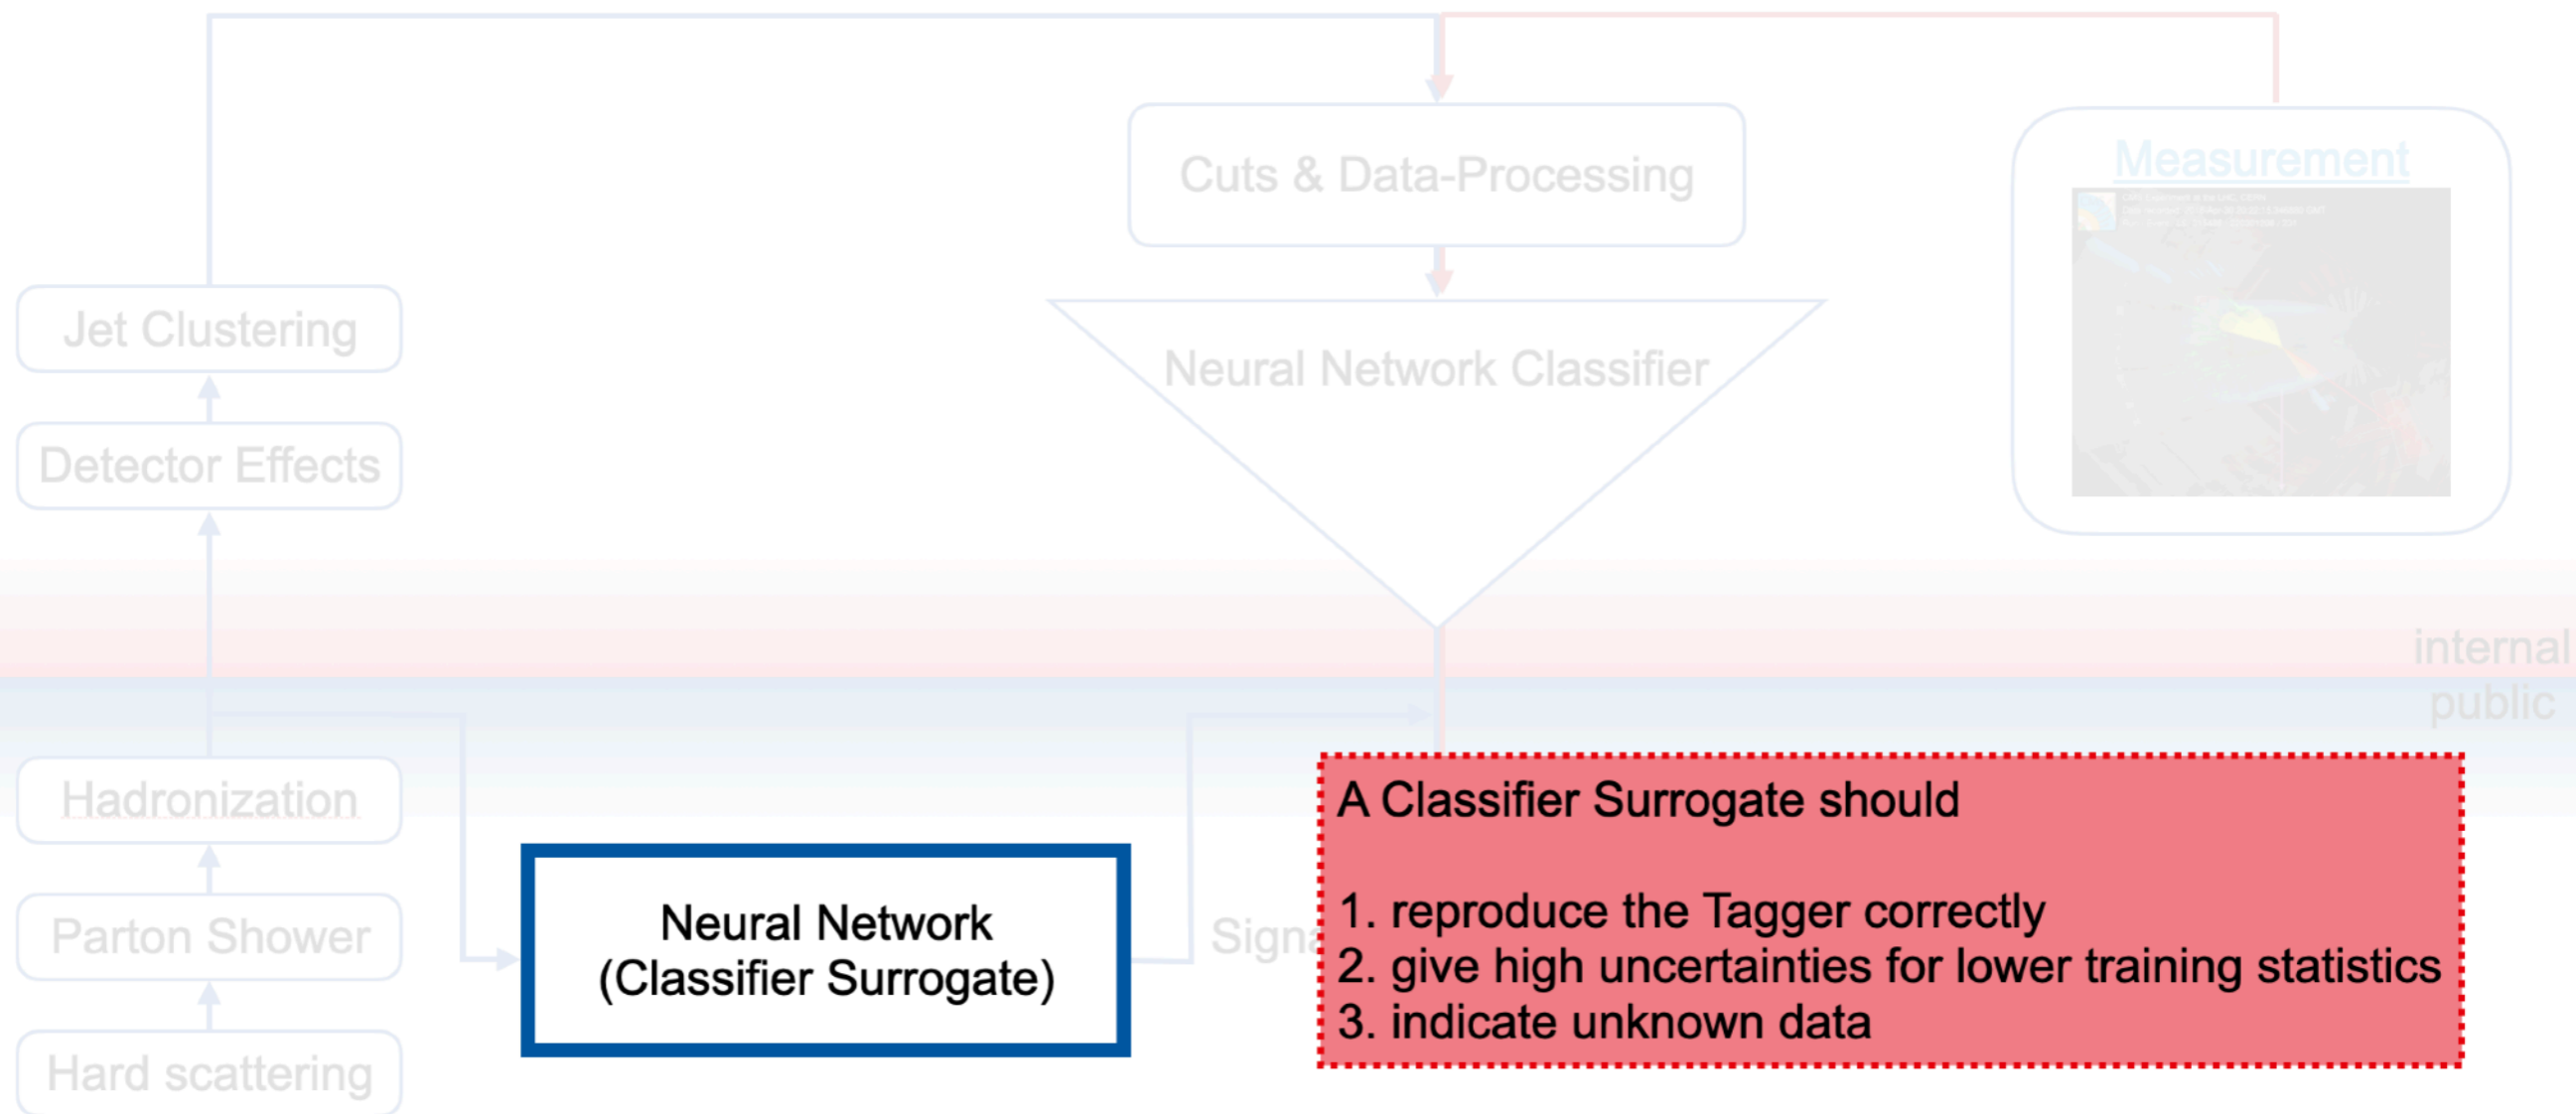 Cuts & Data-Processing
Measurement
Jet Clustering
Neural Network Classifier
Detector Effects
internal
public
Hadronization
A Classifier Surrogate should
Neural Network
(Classifier Surrogate)
Parton Shower
1. reproduce the Tagger correctly
2. give high uncertainties for lower training statistics
3. indicate unknown data
Hard scattering